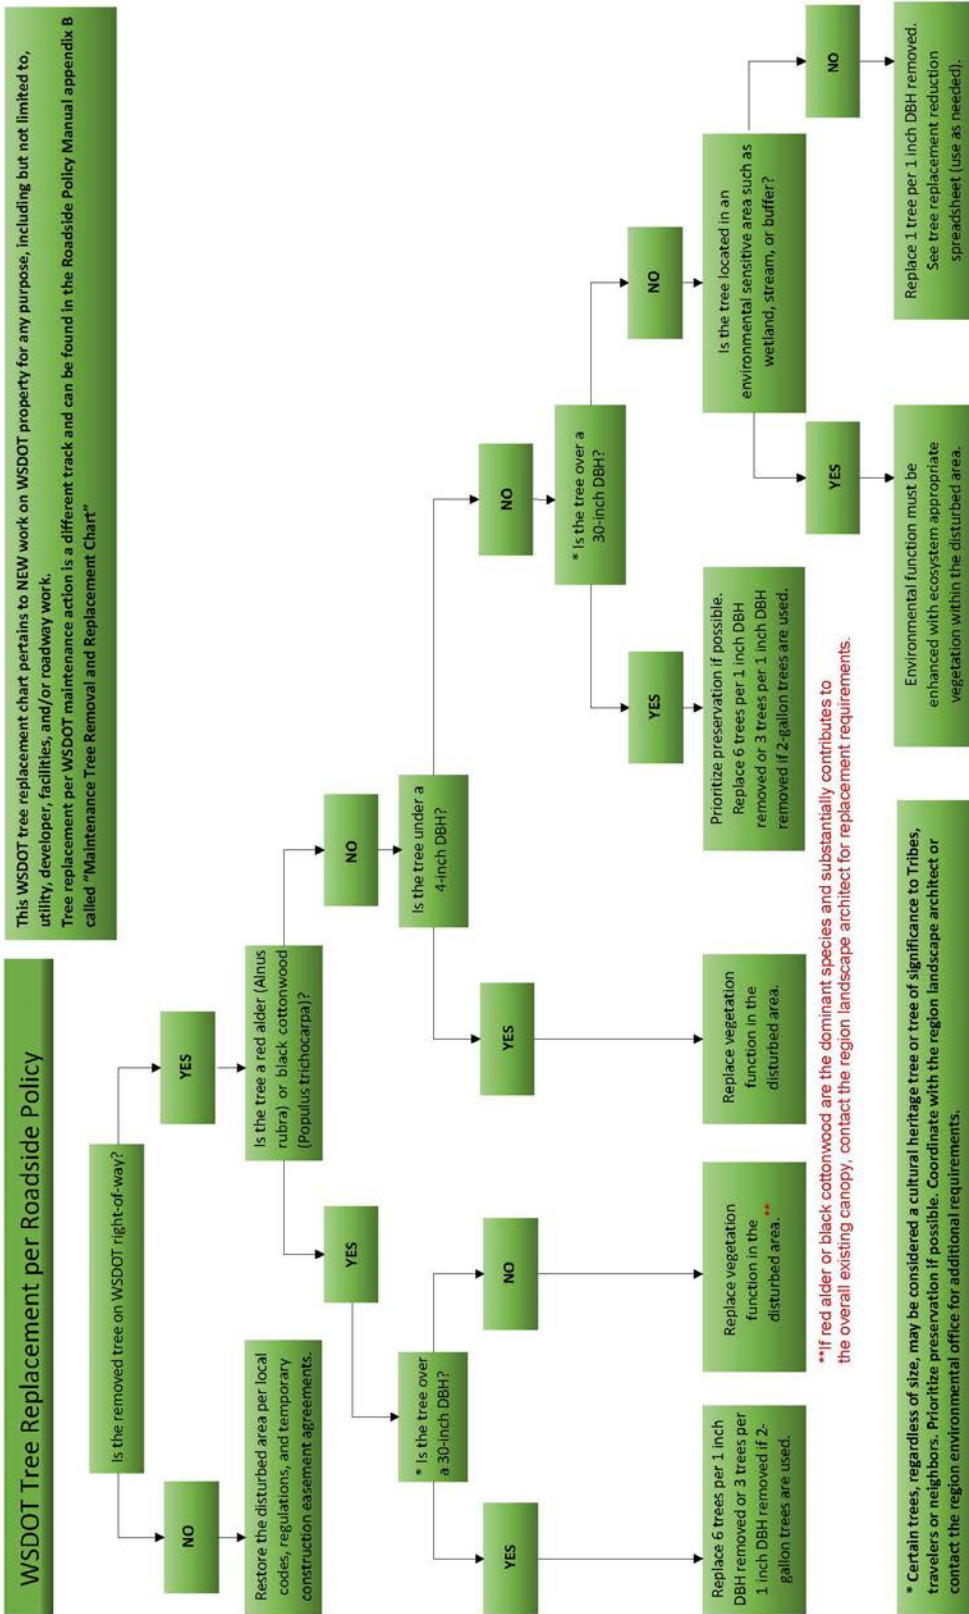 WSDOT Tree Replacement per Roadside Policy
This WSDOT tree replacement chart pertains to NEW work on WSDOT property for any purpose, including but not limited to,
utility, developer, facilities, and/or roadway work.
Tree replacement per WSDOT maintenance action is a different track and can be found in the Roadside Policy Manual appendix B
called “Maintenance Tree Removal and Replacement Chart”
Is the removed tree on WSDOT right-of-way?
NO
YES
Restore the disturbed area per local
codes, regulations, and temporary
construction easement agreements.
Is the tree a red alder (Alnus
rubra) or black cottonwood
(Populus trichocarpa)?
YES
NO
* Is the tree over
a 30-inch DBH?
Is the tree under a
4-inch DBH?
YES
NO
YES
NO
* Is the tree over a
30-inch DBH?
YES
NO
Replace 6 trees per 1 inch
DBH removed or 3 trees per
1 inch DBH removed if 2-
gallon trees are used.
Replace vegetation
function in the
disturbed area.**
Replace vegetation
function in the
disturbed area.
Prioritize preservation if possible.
Replace 6 trees per 1 inch DBH
removed or 3 trees per 1 inch DBH
removed if 2-gallon trees are used.
Is the tree located in an
environmental sensitive area such as
wetland, stream, or buffer?
**If red alder or black cottonwood are the dominant species and substantially contributes to
the overall existing canopy, contact the region landscape architect for replacement requirements.
YES
NO
* Certain trees, regardless of size, may be considered a cultural heritage tree or tree of significance to Tribes,
travelers or neighbors. Prioritize preservation if possible. Coordinate with the region landscape architect or
contact the region environmental office for additional requirements.
Environmental function must be
enhanced with ecosystem appropriate
vegetation within the disturbed area.
Replace 1 tree per 1 inch DBH removed.
See tree replacement reduction
spreadsheet (use as needed).